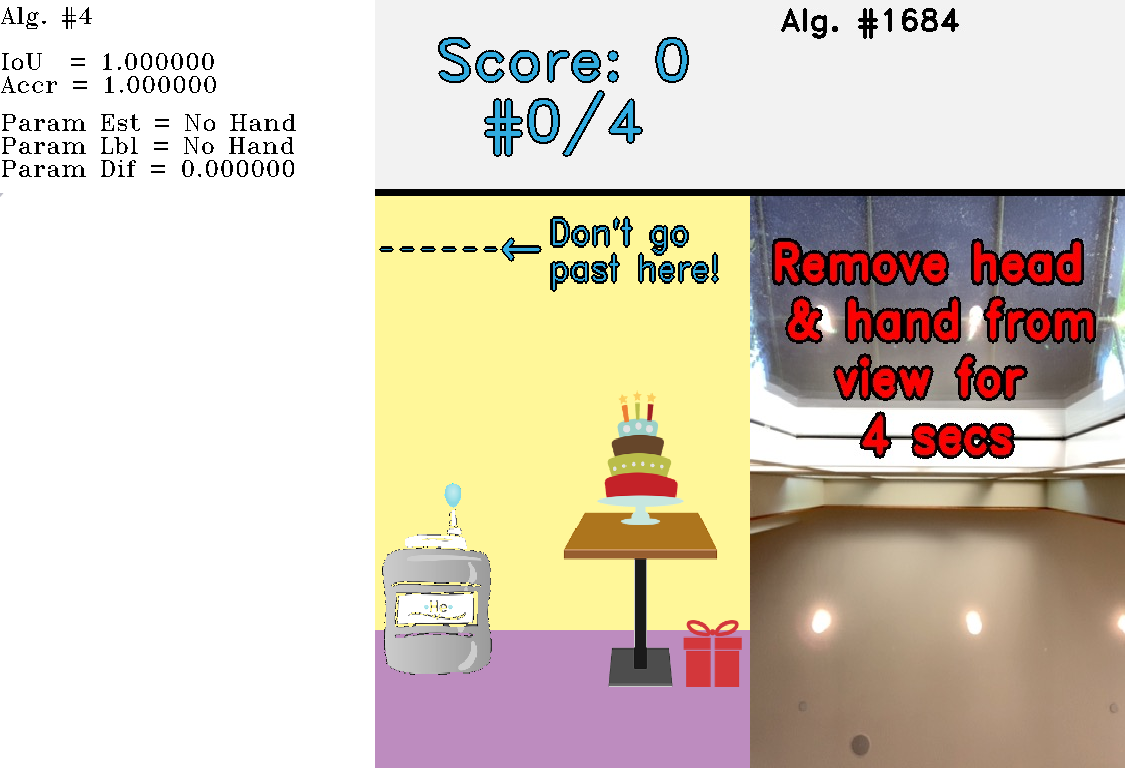 Alg. #4
IoU = 1.000000
Accr = 1.000000
Param Est = No Hand
Param Lbl = No Hand
Param Dif = 0.000000
Score: 0
#0/4
Alg. #1684
Don't go
past here!
Remove head
& hand from
view for
4 secs